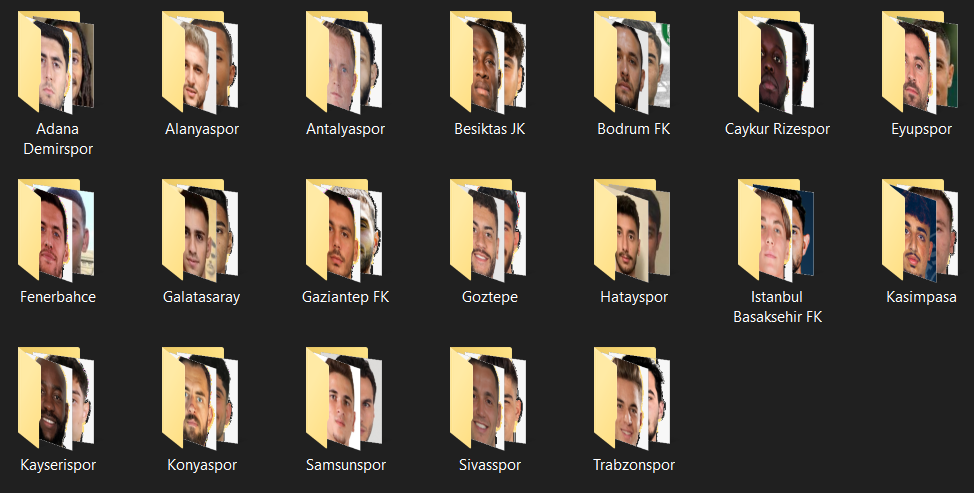 Adana
Demirspor
Alanyaspor
Antalyaspor
Besiktas JK
Bodrum FK
Caykur Rizespor
Eyupspor
Fenerbahce
Galatasaray
Gaziantep FK
Goztepe
Hatayspor
Istanbul
Basaksehir FK
Kasimpasa
Kayserispor
Konyaspor
Samsunspor
Sivasspor
Trabzonspor